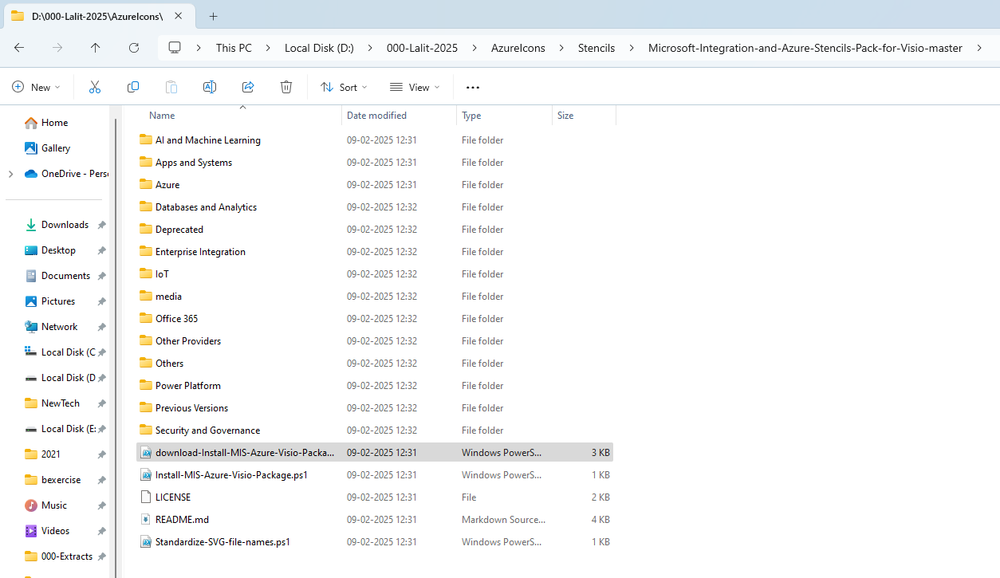 D:\000-Lalit-2025\AzureIcons\
This PC > Local Disk (D:) > 000-Lalit-2025 > AzureIcons > Stencils > Microsoft-Integration-and-Azure-Stencils-Pack-for-Visio-master >
New Sort View ...
Name Date modified Type Size
Home
Gallery
OneDrive - Pers
Downloads
Desktop
Documents
Pictures
Network
Local Disk (C
Local Disk (D
NewTech
Local Disk (E:
2021
bexercise
Music
Videos
000-Extracts
AI and Machine Learning 09-02-2025 12:31 File folder
Apps and Systems 09-02-2025 12:31 File folder
Azure 09-02-2025 12:31 File folder
Databases and Analytics 09-02-2025 12:32 File folder
Deprecated 09-02-2025 12:32 File folder
Enterprise Integration 09-02-2025 12:32 File folder
IoT 09-02-2025 12:32 File folder
media 09-02-2025 12:32 File folder
Office 365 09-02-2025 12:32 File folder
Other Providers 09-02-2025 12:32 File folder
Others 09-02-2025 12:32 File folder
Power Platform 09-02-2025 12:32 File folder
Previous Versions 09-02-2025 12:32 File folder
Security and Governance 09-02-2025 12:32 File folder
download-Install-MIS-Azure-Visio-Packa... 09-02-2025 12:31 Windows PowerS... 3 KB
Install-MIS-Azure-Visio-Package.ps1 09-02-2025 12:31 Windows PowerS... 1 KB
LICENSE 09-02-2025 12:31 File 2 KB
README.md 09-02-2025 12:31 Markdown Source... 4 KB
Standardize-SVG-file-names.ps1 09-02-2025 12:31 Windows PowerS... 1 KB